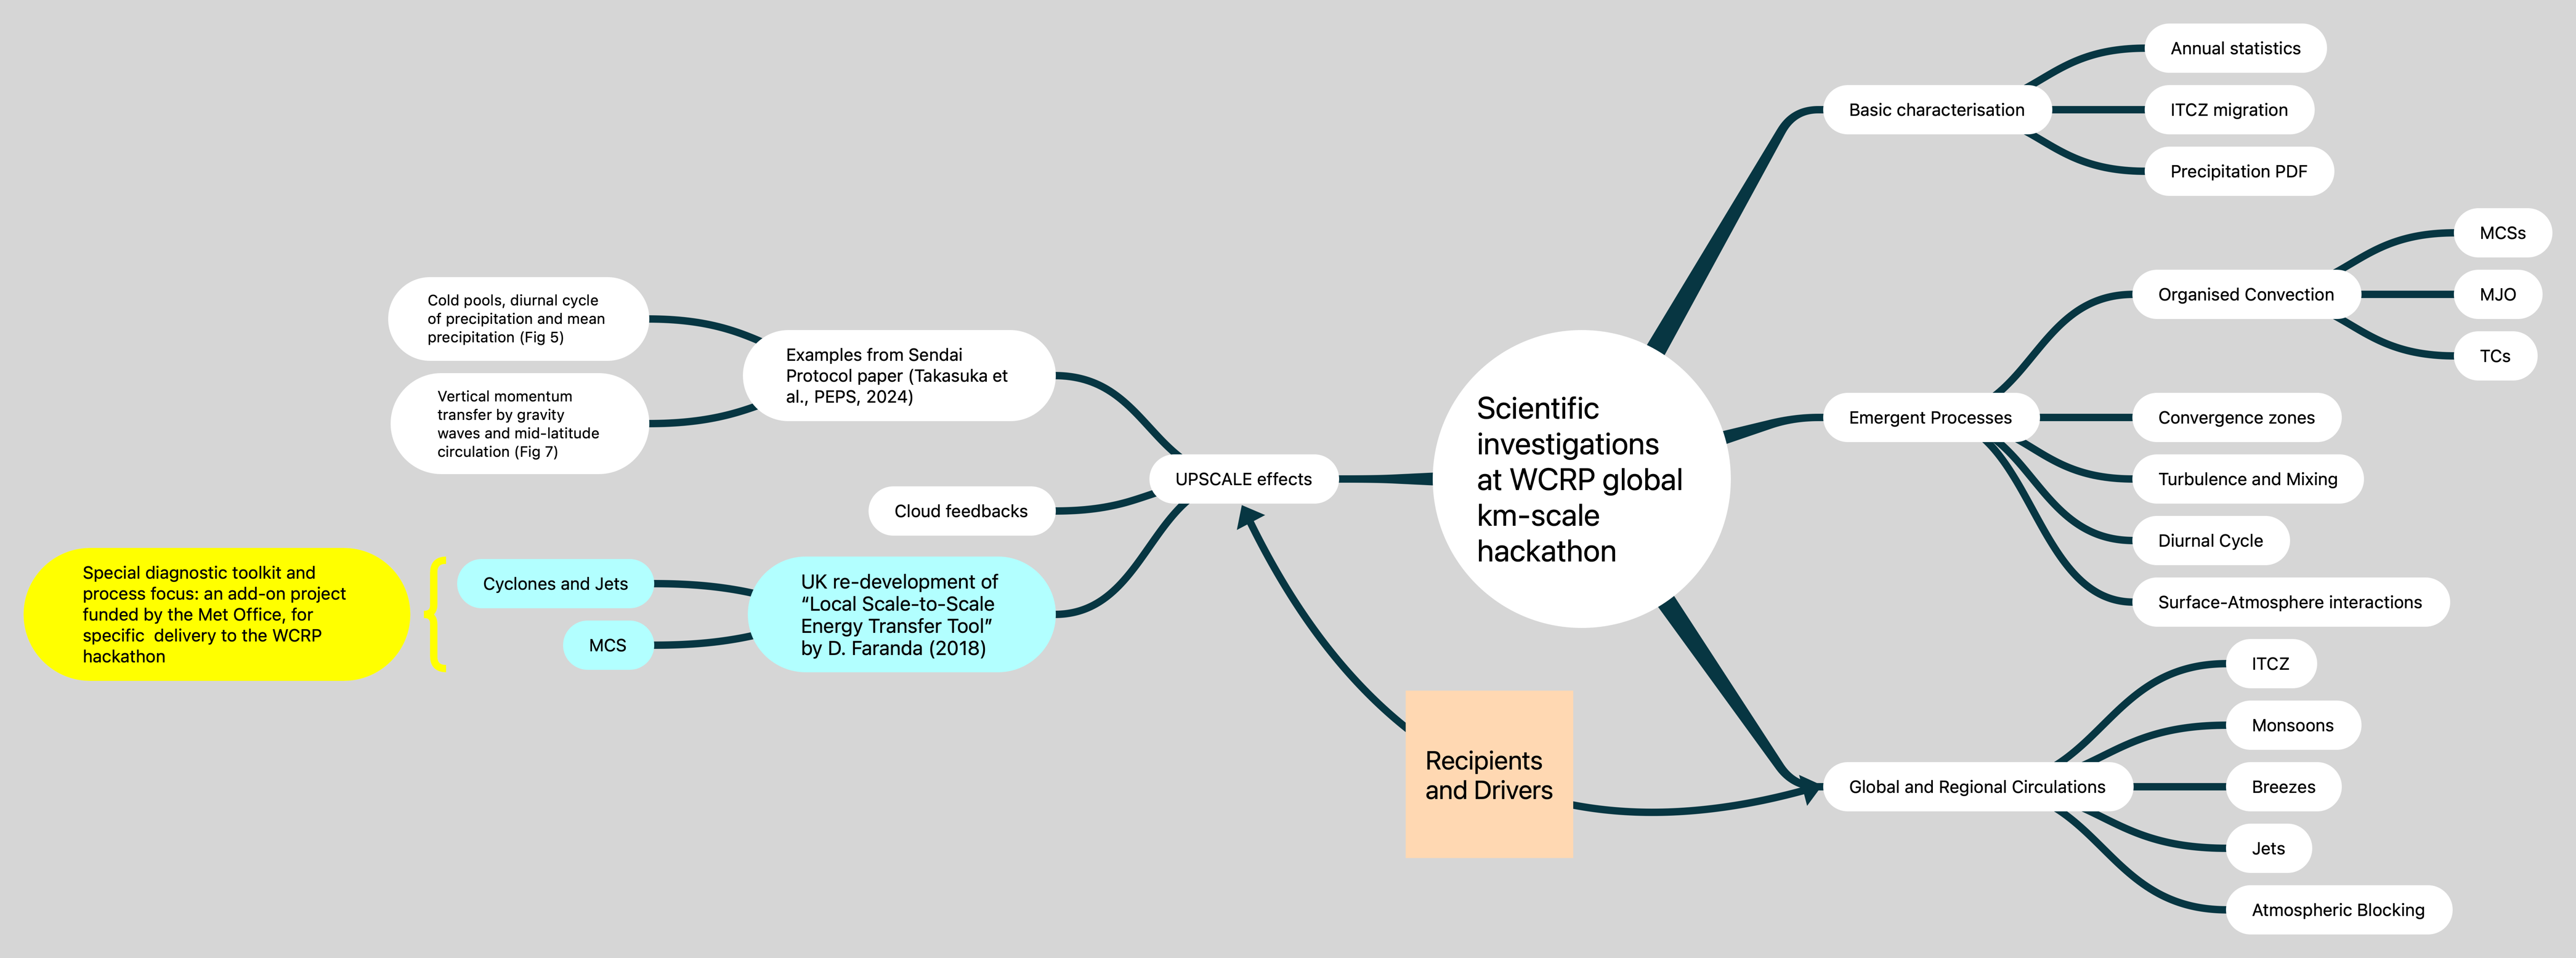 Scientific
investigations
at WCRP global
km-scale
hackathon
Basic characterisation
Annual statistics
ITCZ migration
Precipitation PDF
Emergent Processes
Organised Convection
MCSs
MJO
TCs
Convergence zones
Turbulence and Mixing
Diurnal Cycle
Surface-Atmosphere interactions
Global and Regional Circulations
ITCZ
Monsoons
Breezes
Jets
Atmospheric Blocking
Recipients
and Drivers
UPSCALE effects
Examples from Sendai
Protocol paper (Takasuka et
al., PEPS, 2024)
Cold pools, diurnal cycle
of precipitation and mean
precipitation (Fig 5)
Vertical momentum
transfer by gravity
waves and mid-latitude
circulation (Fig 7)
Cloud feedbacks
UK re-development of
“Local Scale-to-Scale
Energy Transfer Tool”
by D. Faranda (2018)
Cyclones and Jets
MCS
Special diagnostic toolkit and
process focus: an add-on project
funded by the Met Office, for
specific  delivery to the WCRP
hackathon